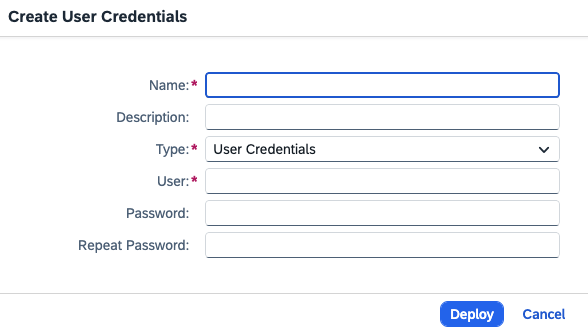 Create User Credentials
Name:*
Description:
Type:* User Credentials
User:*
Password:
Repeat Password:
Deploy Cancel